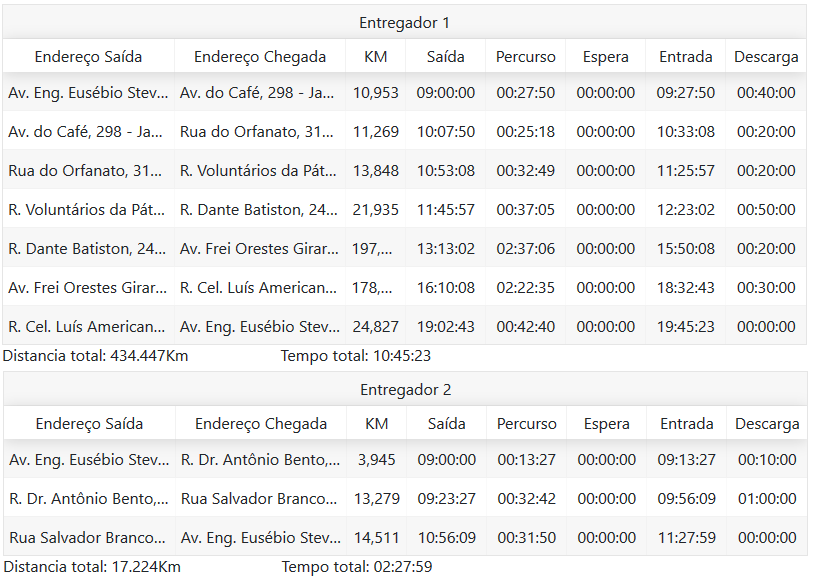 Entregador 1
Endereço Saída Endereço Chegada KM Saída Percurso Espera Entrada Descarga
Av. Eng. Eusébio Stev... Av. do Café, 298 - Ja... 10,953 09:00:00 00:27:50 00:00:00 09:27:50 00:40:00
Av. do Café, 298 - Ja... Rua do Orfanato, 31... 11,269 10:07:50 00:25:18 00:00:00 10:33:08 00:20:00
Rua do Orfanato, 31... R. Voluntários da Pát... 13,848 10:53:08 00:32:49 00:00:00 11:25:57 00:20:00
R. Voluntários da Pát... R. Dante Batiston, 24... 21,935 11:45:57 00:37:05 00:00:00 12:23:02 00:50:00
R. Dante Batiston, 24... Av. Frei Orestes Girar... 197,... 13:13:02 02:37:06 00:00:00 15:50:08 00:20:00
Av. Frei Orestes Girar... R. Cel. Luís American... 178,... 16:10:08 02:22:35 00:00:00 18:32:43 00:30:00
R. Cel. Luís American... Av. Eng. Eusébio Stev... 24,827 19:02:43 00:42:40 00:00:00 19:45:23 00:00:00
Distancia total: 434.447Km Tempo total: 10:45:23
Entregador 2
Endereço Saída Endereço Chegada KM Saída Percurso Espera Entrada Descarga
Av. Eng. Eusébio Stev... R. Dr. Antônio Bento,... 3,945 09:00:00 00:13:27 00:00:00 09:13:27 00:10:00
R. Dr. Antônio Bento,... Rua Salvador Branco... 13,279 09:23:27 00:32:42 00:00:00 09:56:09 01:00:00
Rua Salvador Branco... Av. Eng. Eusébio Stev... 14,511 10:56:09 00:31:50 00:00:00 11:27:59 00:00:00
Distancia total: 17.224Km Tempo total: 02:27:59